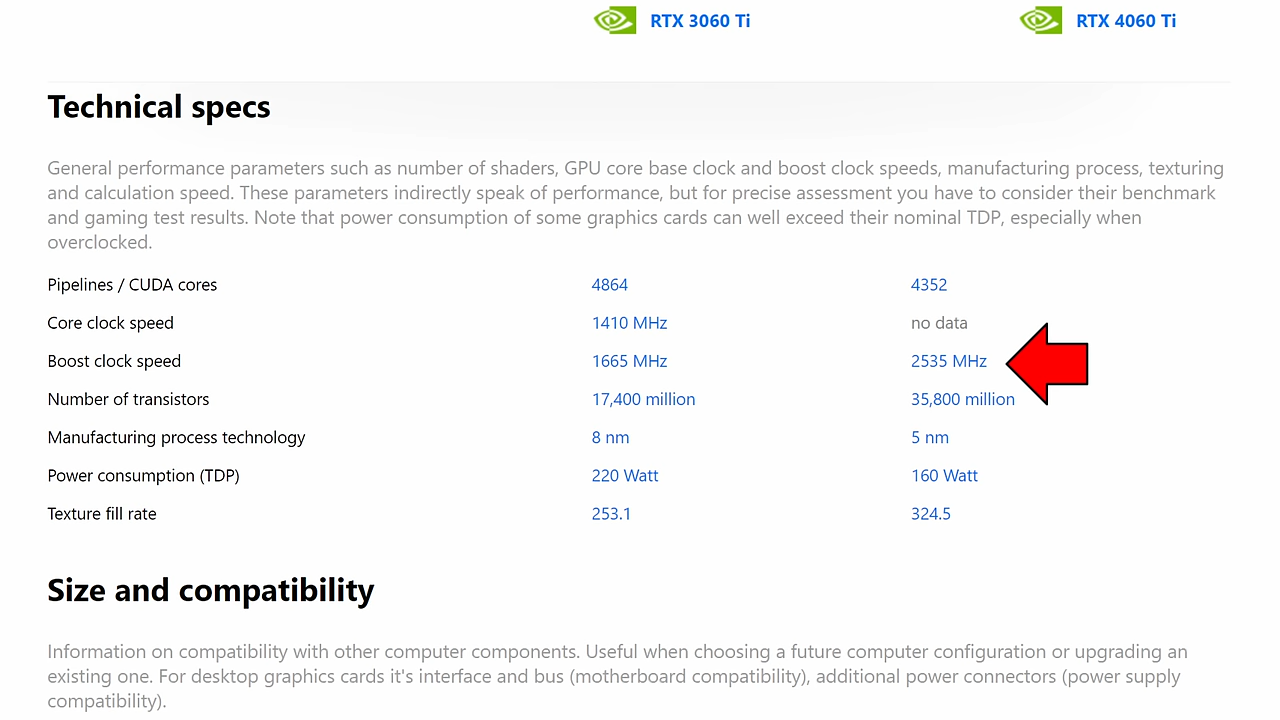 RTX 3060 Ti RTX 4060 Ti
Technical specs
General performance parameters such as number of shaders, GPU core base clock and boost clock speeds, manufacturing process, texturing
and calculation speed. These parameters indirectly speak of performance, but for precise assessment you have to consider their benchmark
and gaming test results. Note that power consumption of some graphics cards can well exceed their nominal TDP, especially when
overclocked.
Pipelines / CUDA cores 4864 4352
Core clock speed 1410 MHz no data
Boost clock speed 1665 MHz 2535 MHz
Number of transistors 17,400 million 35,800 million
Manufacturing process technology 8 nm 5 nm
Power consumption (TDP) 220 Watt 160 Watt
Texture fill rate 253.1 324.5
Size and compatibility
Information on compatibility with other computer components. Useful when choosing a future computer configuration or upgrading an
existing one. For desktop graphics cards it's interface and bus (motherboard compatibility), additional power connectors (power supply
compatibility).